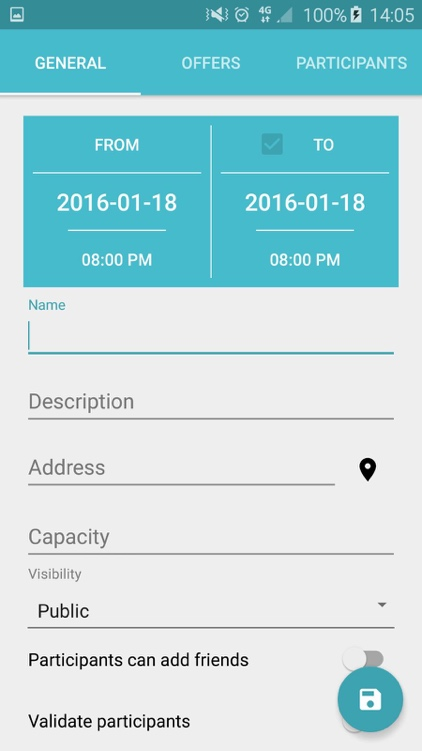 4G 100% 14:05
GENERAL OFFERS PARTICIPANTS
FROM TO
2016-01-18 2016-01-18
08:00 PM 08:00 PM
Name
Description
Address
Capacity
Visibility
Public
Participants can add friends
Validate participants